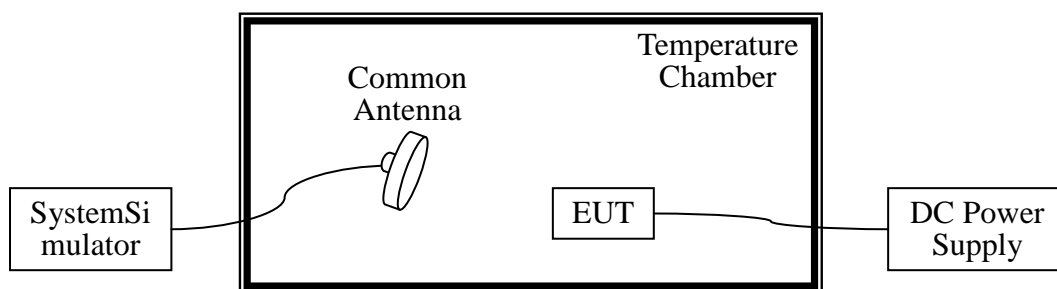 Temperature
Chamber
Common
Antenna
SystemSi
mulator
EUT
DC Power
Supply